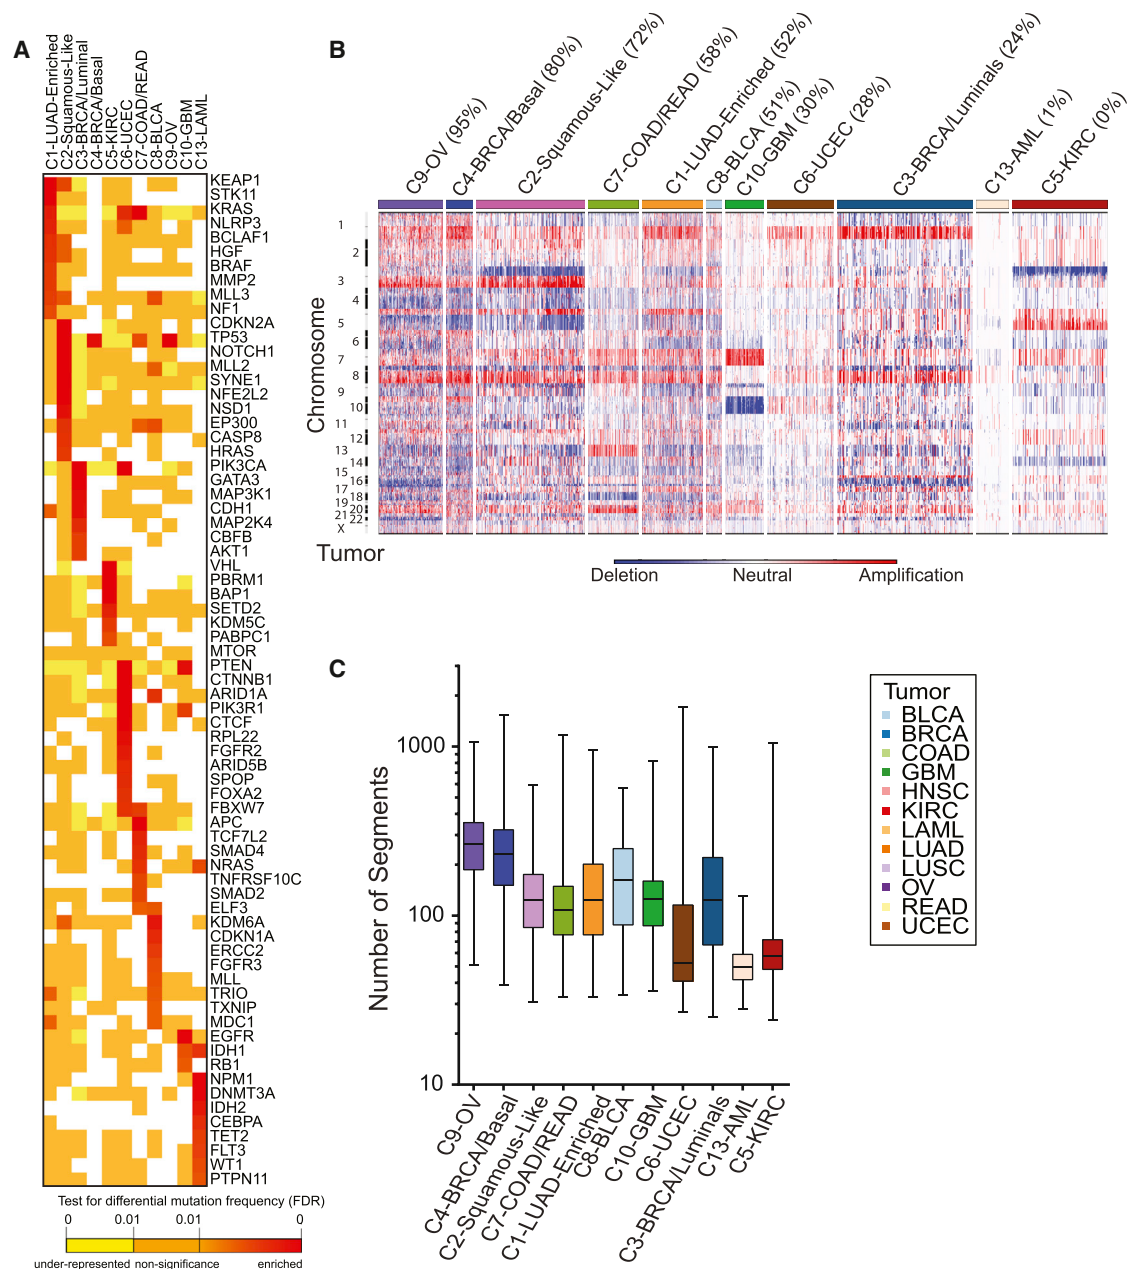 A
C1-LUAD-Enriched
C2-Squamous-Like
C3-BRCA/Luminal
C4-BRCA/Basal
C5-KIRC
C6-UCEC
C7-COAD/READ
C8-BLCA
C9-OV
C10-GBM
C13-LAML
KEAP1
STK11
KRAS
NLRP3
BCLAF1
HGF
BRAF
MMP2
MLL3
NF1
CDKN2A
TP53
NOTCH1
MLL2
SYNE1
NFE2L2
NSD1
EP300
CASP8
HRAS
PIK3CA
GATA3
MAP3K1
CDH1
MAP2K4
CBFB
AKT1
VHL
PBRM1
BAP1
SETD2
KDM5C
PABPC1
MTOR
PTEN
CTNNB1
ARID1A
PIK3R1
CTCF
RPL22
FGFR2
ARID5B
SPOP
FOXA2
FBXW7
APC
TCF7L2
SMAD4
NRAS
TNFRSF10C
SMAD2
ELF3
KDM6A
CDKN1A
ERCC2
FGFR3
MLL
TRIO
TXNIP
MDC1
EGFR
IDH1
RB1
NPM1
DNMT3A
IDH2
CEBPA
TET2
FLT3
WT1
PTPN11
Test for differential mutation frequency (FDR)
0 0.01 0.01 0
under-represented non-significance enriched
B
C9-OV (95%)
C4-BRCA/Basal (80%)
C2-Squamous-Like (72%)
C7-COAD/READ (58%)
C1-LUAD-Enriched (52%)
C8-BLCA (51%)
C10-GBM (30%)
C6-UCEC (28%)
C3-BRCA/Luminals (24%)
C13-AML (1%)
C5-KIRC (0%)
Chromosome
1
2
3
4
5
6
7
8
9
10
11
12
13
14
15
16
17
18
19
20
21
22
X
Tumor
Deletion Neutral Amplification
C
Number of Segments
1000
100
10
C9-OV
C4-BRCA/Basal
C2-Squamous-Like
C7-COAD/READ
C1-LUAD-Enriched
C8-BLCA
C10-GBM
C6-UCEC
C3-BRCA/Luminals
C13-AML
C5-KIRC
Tumor
BLCA
BRCA
COAD
GBM
HNSC
KIRC
LAML
LUAD
LUSC
OV
READ
UCEC